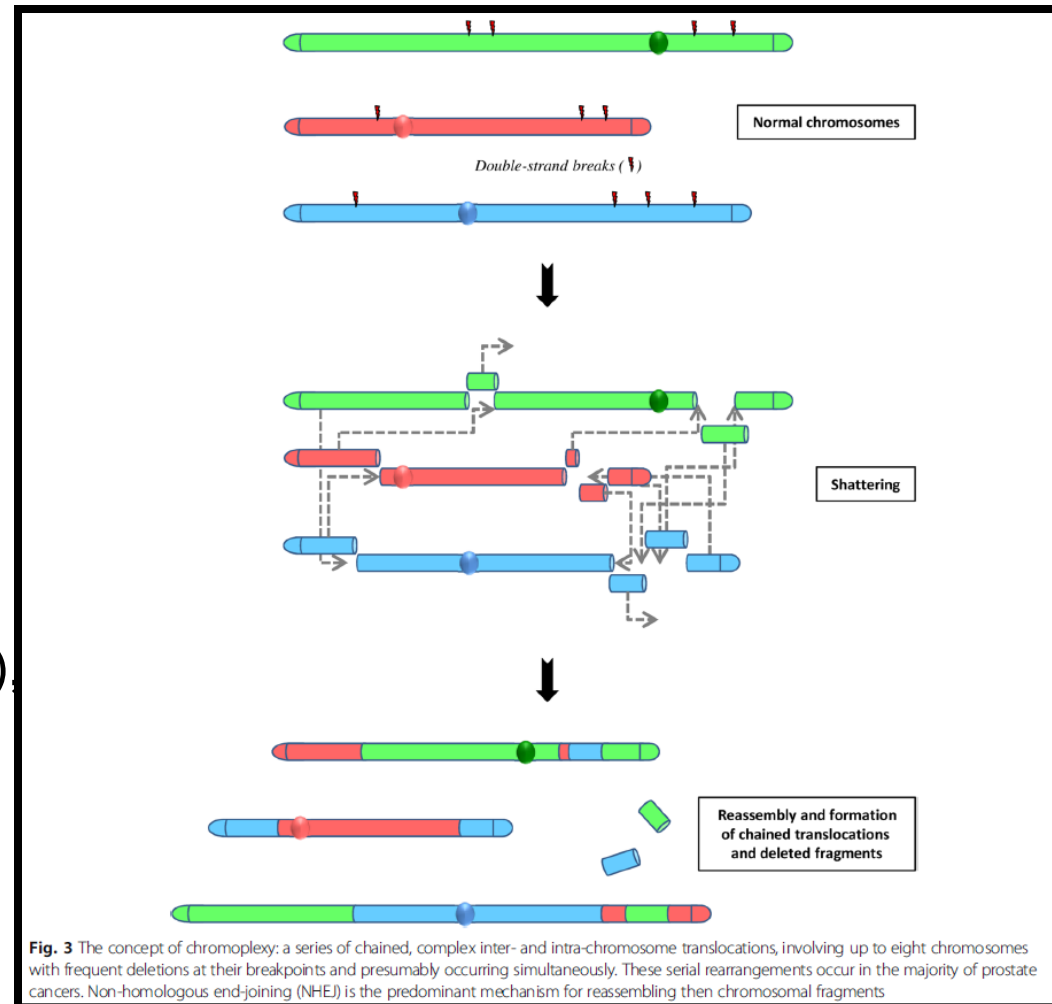 Normal chromosomes
Double-strand breaks ( )
Shattering
),
Reassembly and formation
of chained translocations
and deleted fragments
Fig. 3 The concept of chromoplexy: a series of chained, complex inter- and intra-chromosome translocations, involving up to eight chromosomes
with frequent deletions at their breakpoints and presumably occurring simultaneously. These serial rearrangements occur in the majority of prostate
cancers. Non-homologous end-joining (NHEJ) is the predominant mechanism for reassembling then chromosomal fragments